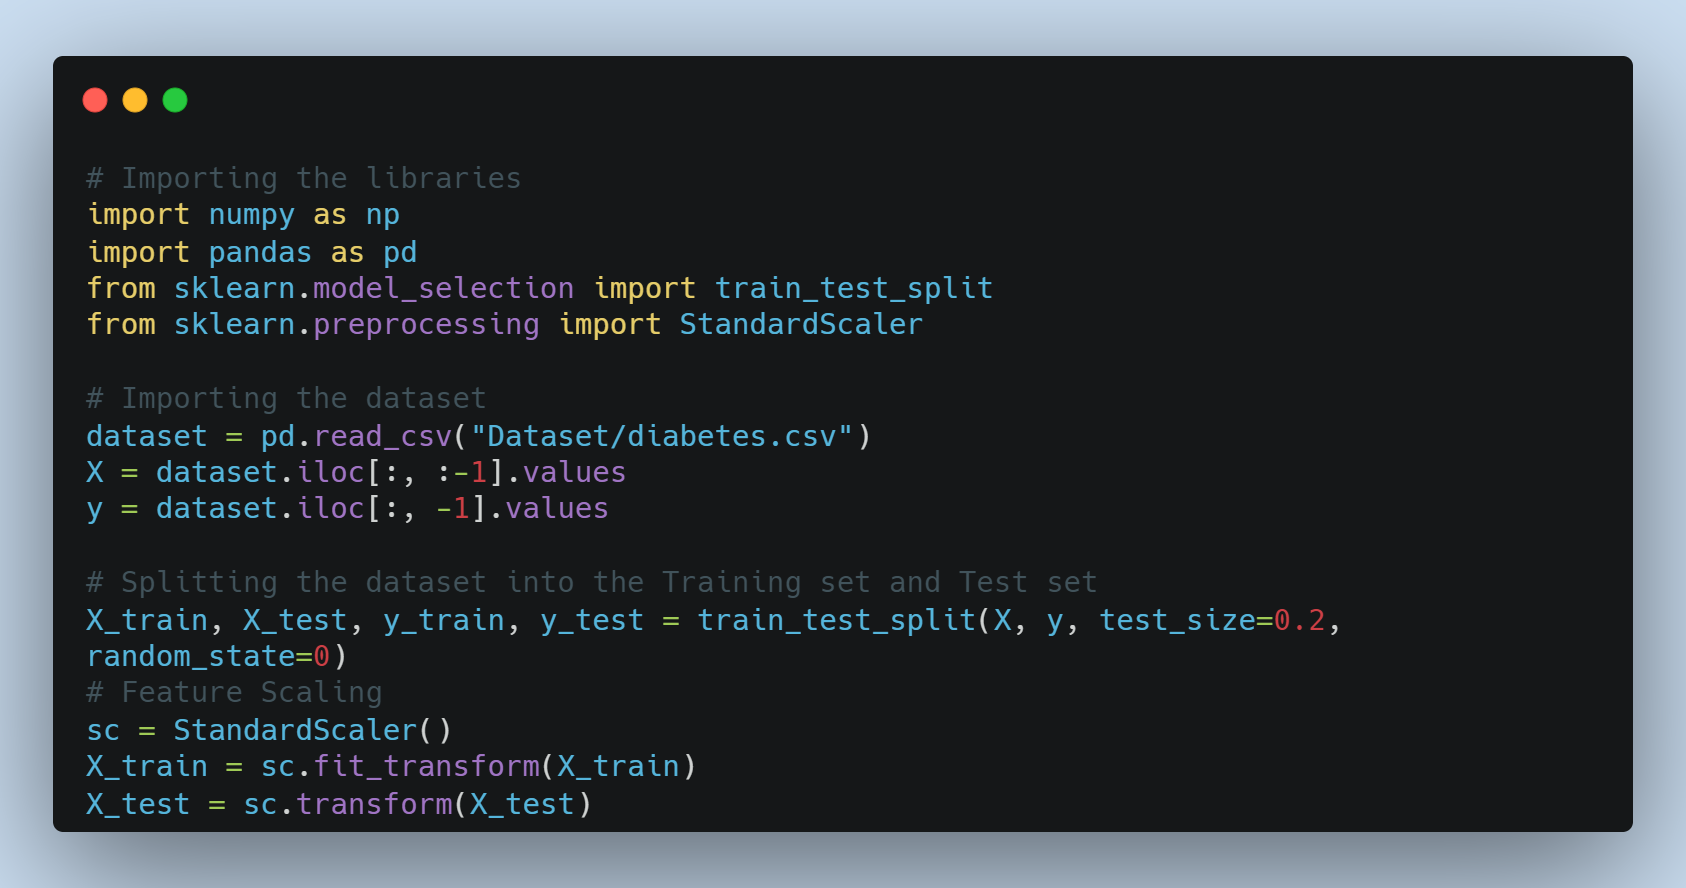 # Importing the libraries
import numpy as np
import pandas as pd
from sklearn.model_selection import train_test_split
from sklearn.preprocessing import StandardScaler
# Importing the dataset
dataset = pd.read_csv("Dataset/diabetes.csv")
X = dataset.iloc[:, :-1].values
y = dataset.iloc[:, -1].values
# Splitting the dataset into the Training set and Test set
X_train, X_test, y_train, y_test = train_test_split(X, y, test_size=0.2,
random_state=0)
# Feature Scaling
sc = StandardScaler()
X_train = sc.fit_transform(X_train)
X_test = sc.transform(X_test)